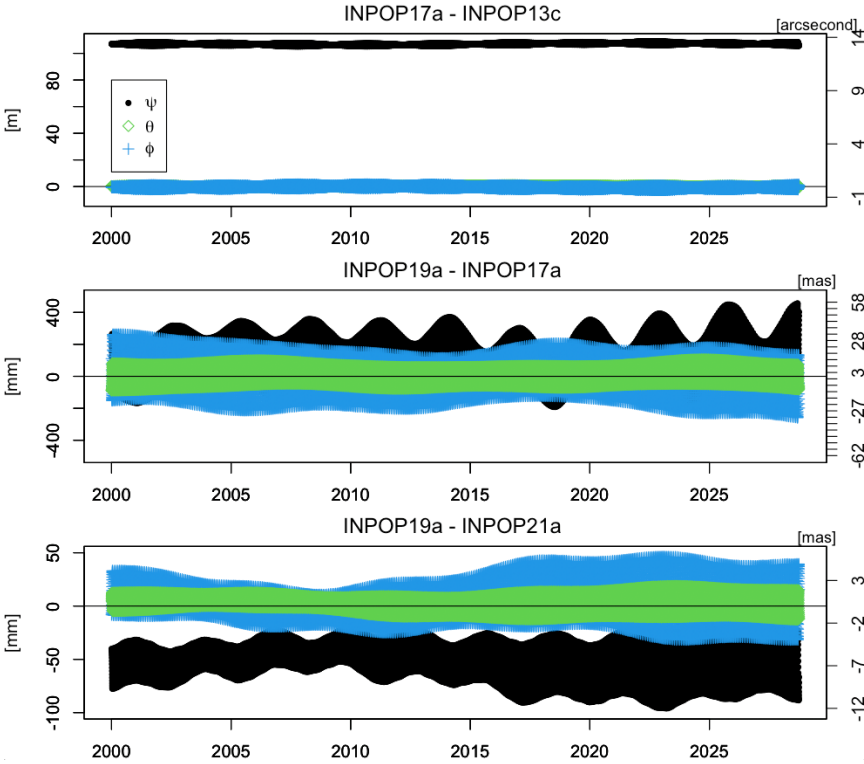 INPOP17a - INPOP13c
[arcsecond]
[m]
80
40
0
14
9
4
-1
ψ
θ
ϕ
2000 2005 2010 2015 2020 2025
INPOP19a - INPOP17a
[mas]
[mm]
400
0
-400
58
28
3
-27
-62
2000 2005 2010 2015 2020 2025
INPOP19a - INPOP21a
[mas]
[mm]
50
0
-50
-100
3
-2
-7
-12
2000 2005 2010 2015 2020 2025